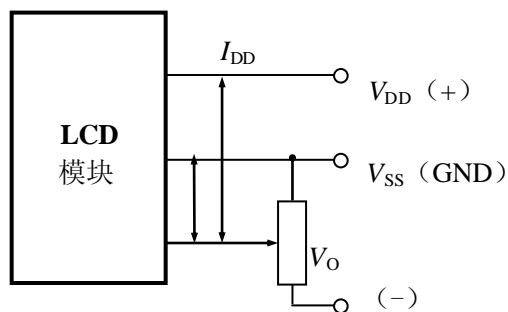 I_DD
V_DD（+）
LCD
模块
V_SS（GND）
V_O
（−）